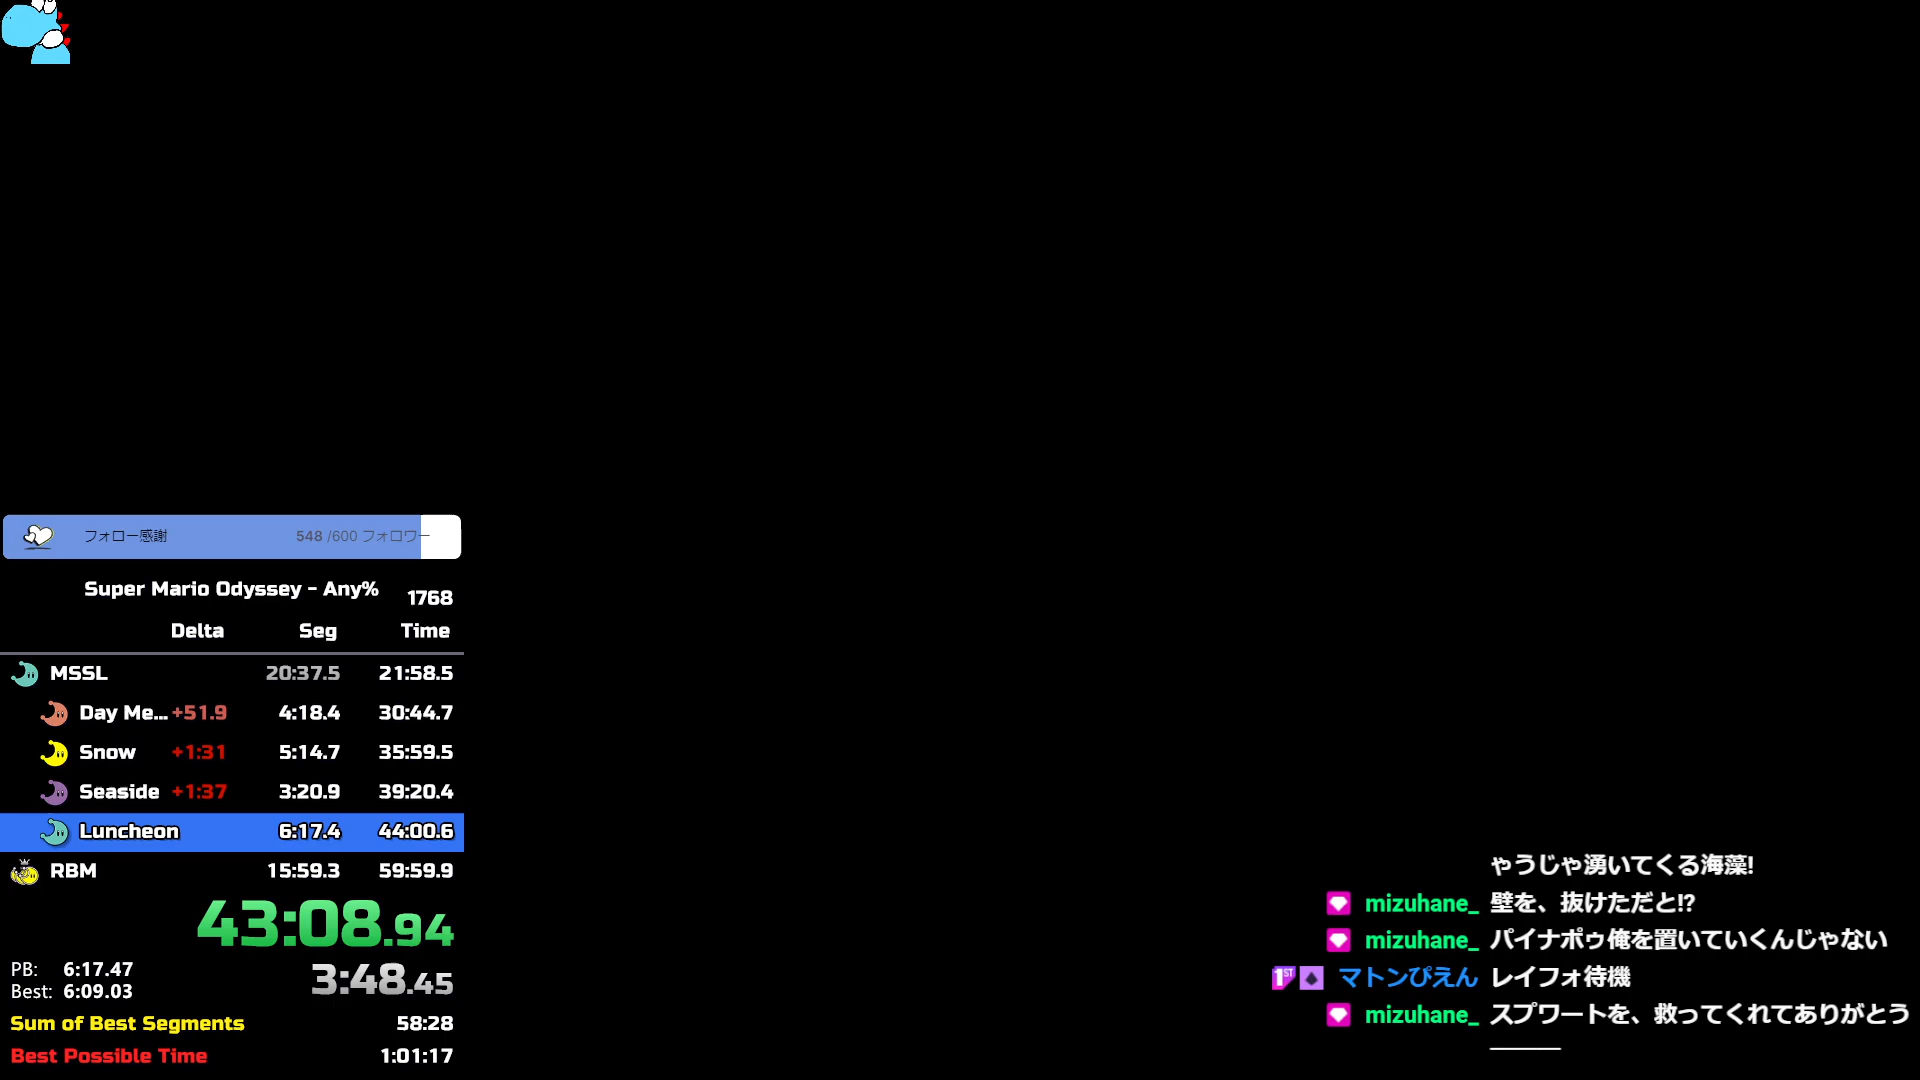 フォロー感謝 548 /600 フォロワー
Super Mario Odyssey - Any% 1768
Delta Seg Time
MSSL 20:37.5 21:58.5
Day Me... +51.9 4:18.4 30:44.7
Snow +1:31 5:14.7 35:59.5
Seaside +1:37 3:20.9 39:20.4
Luncheon 6:17.4 44:00.6
RBM 15:59.3 59:59.9
43:08.94
PB: 6:17.47
Best: 6:09.03
3:48.45
Sum of Best Segments 58:28
Best Possible Time 1:01:17
ゃうじゃ湧いてくる海藻!
mizuhane_ 壁を、抜けただと!?
mizuhane_ パイナポゥ俺を置いていくんじゃない
1ST マトンぴえん レイフォ待機
mizuhane_ スプワートを、救ってくれてありがとう